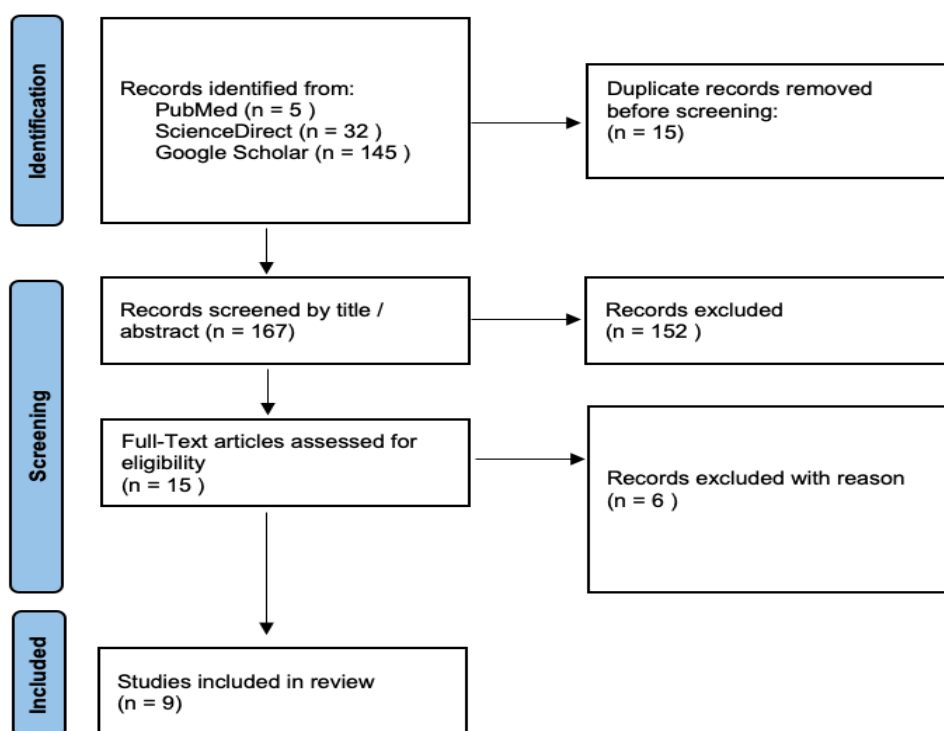 Identification
Records identified from:
PubMed (n = 5 )
ScienceDirect (n = 32 )
Google Scholar (n = 145 )
Duplicate records removed
before screening:
(n = 15)
Screening
Records screened by title /
abstract (n = 167)
Records excluded
(n = 152 )
Full-Text articles assessed for
eligibility
(n = 15 )
Records excluded with reason
(n = 6 )
Included
Studies included in review
(n = 9)